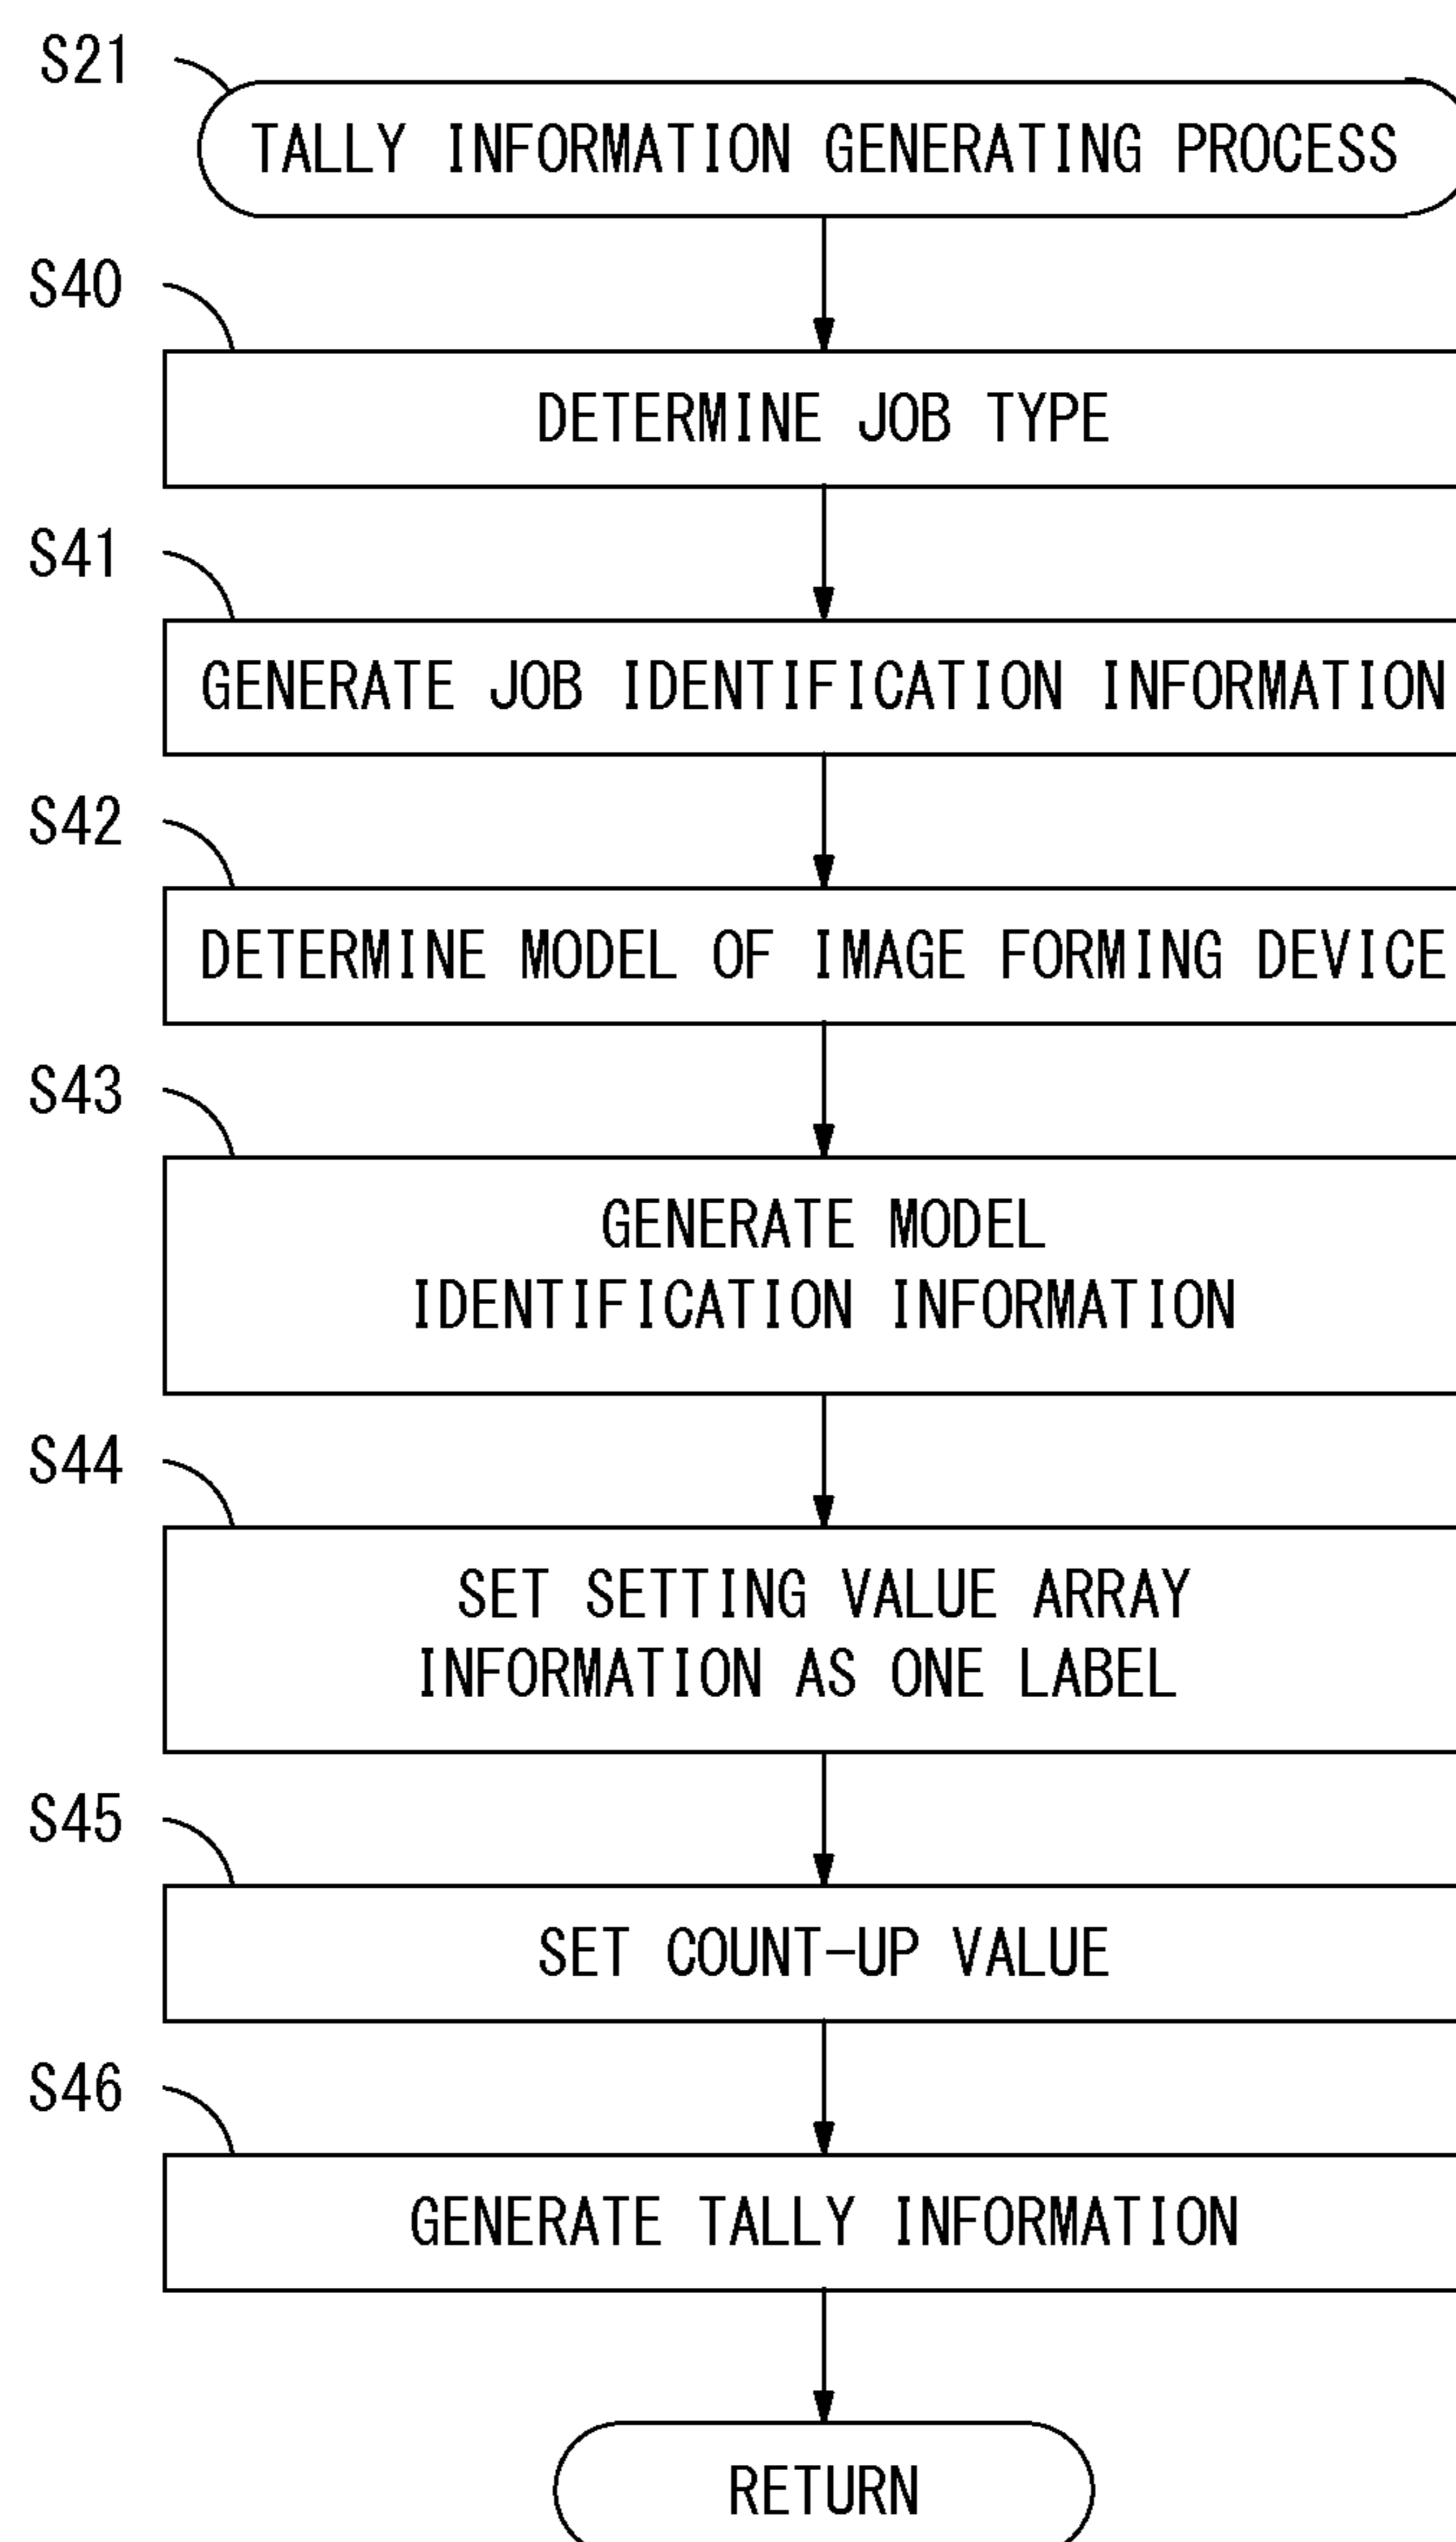 S21
TALLY INFORMATION GENERATING PROCESS
S40
DETERMINE JOB TYPE
S41
GENERATE JOB IDENTIFICATION INFORMATION
S42
DETERMINE MODEL OF IMAGE FORMING DEVICE
S43
GENERATE MODEL
IDENTIFICATION INFORMATION
S44
SET SETTING VALUE ARRAY
INFORMATION AS ONE LABEL
S45
SET COUNT-UP VALUE
S46
GENERATE TALLY INFORMATION
RETURN